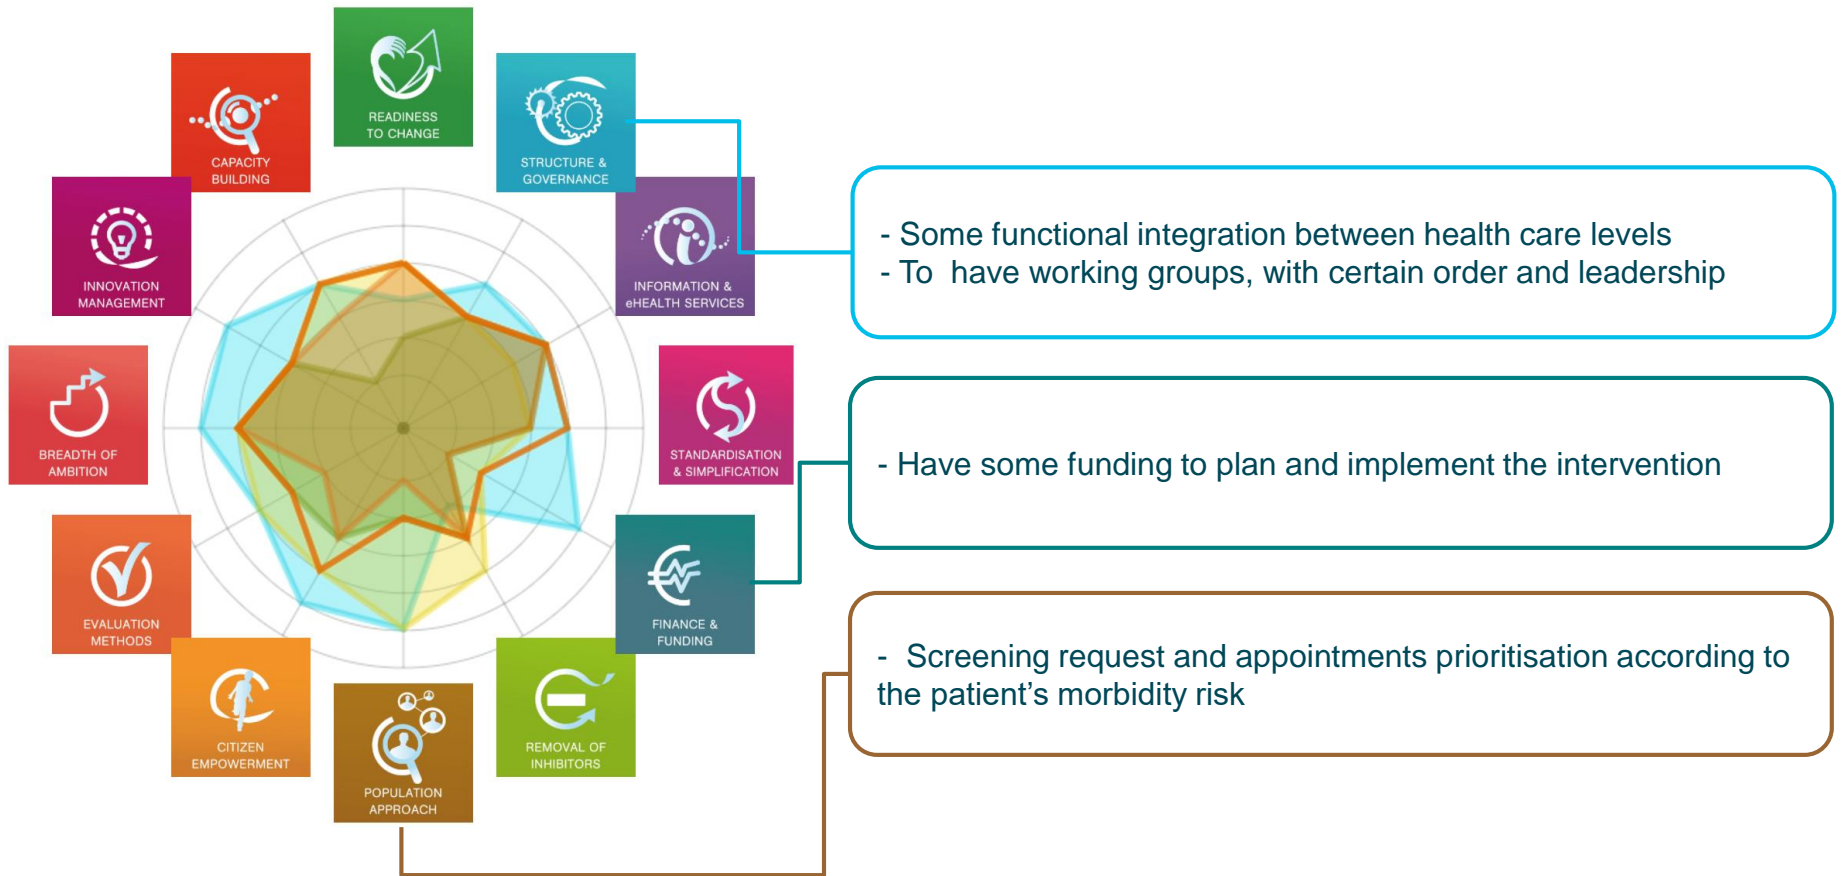 READINESS
TO CHANGE
STRUCTURE &
GOVERNANCE
INFORMATION &
eHEALTH SERVICES
STANDARDISATION
& SIMPLIFICATION
FINANCE &
FUNDING
REMOVAL OF
INHIBITORS
POPULATION
APPROACH
CITIZEN
EMPOWERMENT
EVALUATION
METHODS
BREADTH OF
AMBITION
INNOVATION
MANAGEMENT
CAPACITY
BUILDING
- Some functional integration between health care levels
- To  have working groups, with certain order and leadership
- Have some funding to plan and implement the intervention
-  Screening request and appointments prioritisation according to
the patient’s morbidity risk